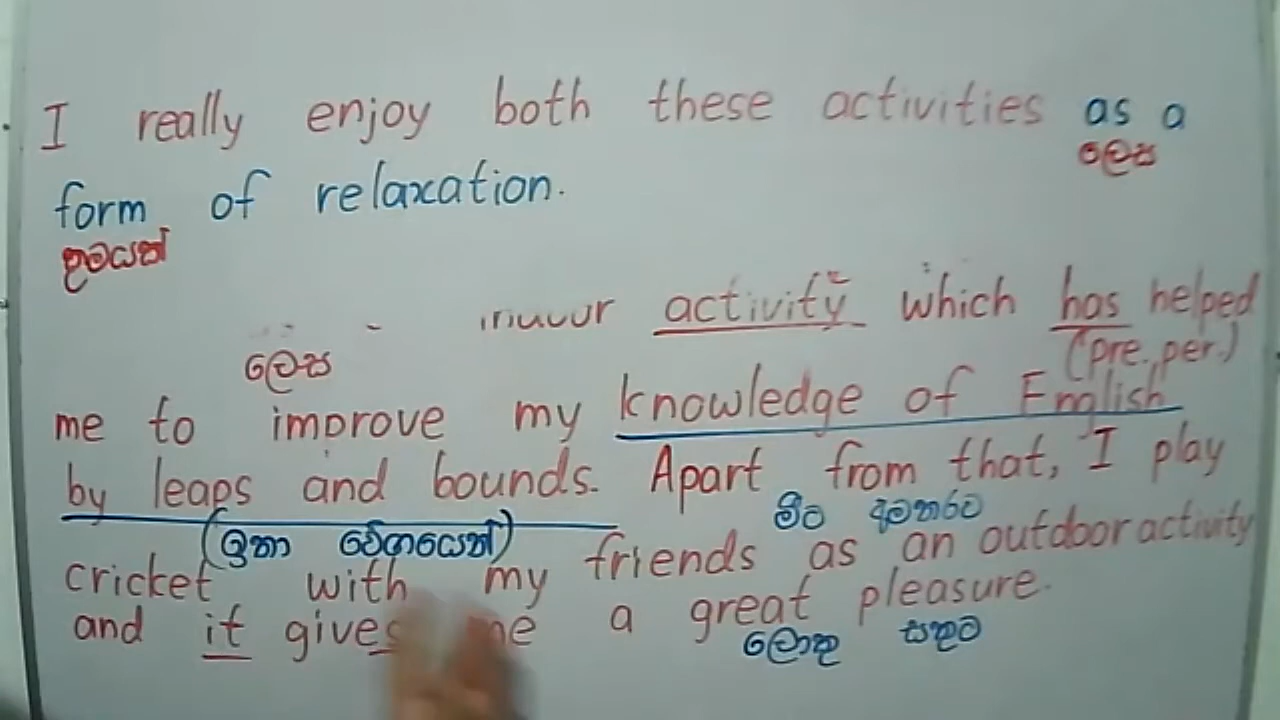 I really enjoy both these activities as a
ලෙස
form of relaxation.
ක්‍රමයක්
activity which has helped
ලෙස (pre. per.)
me to improve my knowledge of English
by leaps and bounds. Apart from that, I play
(ඉතා වේගයෙන්) මීට අමතරව
cricket with my friends as an outdoor activity
and it gives me a great pleasure.
ලොකු සතුට